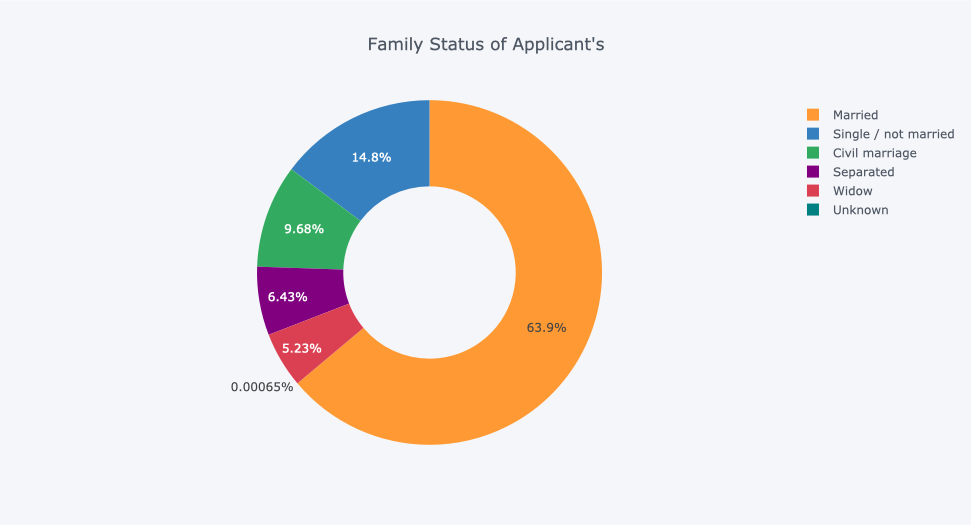 Family Status of Applicant's
Married
Single / not married
Civil marriage
Separated
Widow
Unknown
14.8%
9.68%
6.43%
63.9%
5.23%
0.00065%